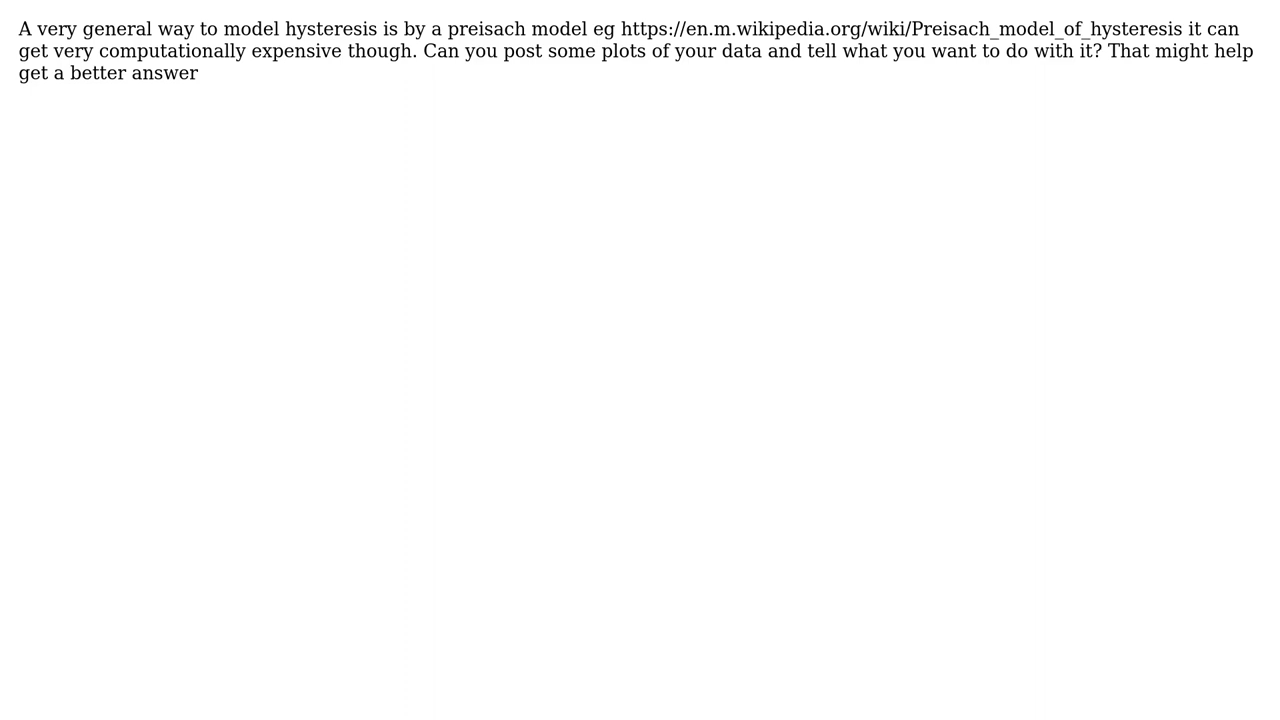 A very general way to model hysteresis is by a preisach model eg https://en.m.wikipedia.org/wiki/Preisach_model_of_hysteresis it can
get very computationally expensive though. Can you post some plots of your data and tell what you want to do with it? That might help
get a better answer